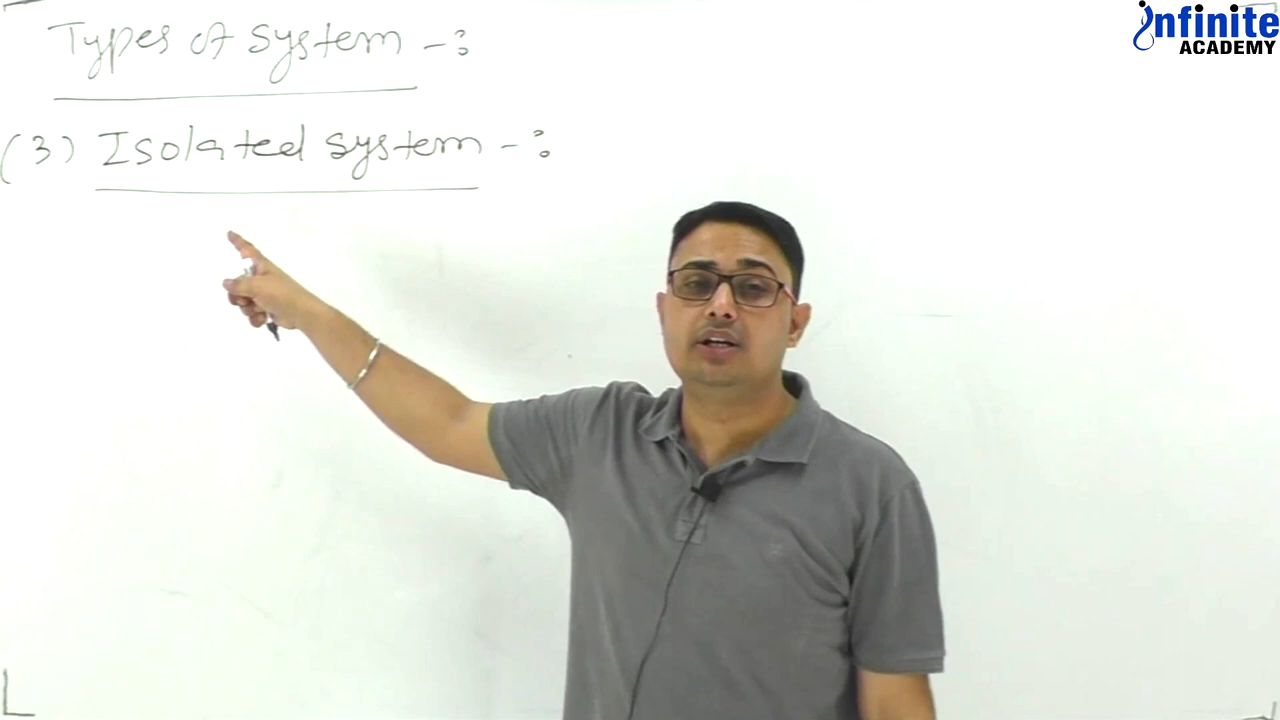 Types of System -:
(3) Isolated System -:
Infinite
ACADEMY